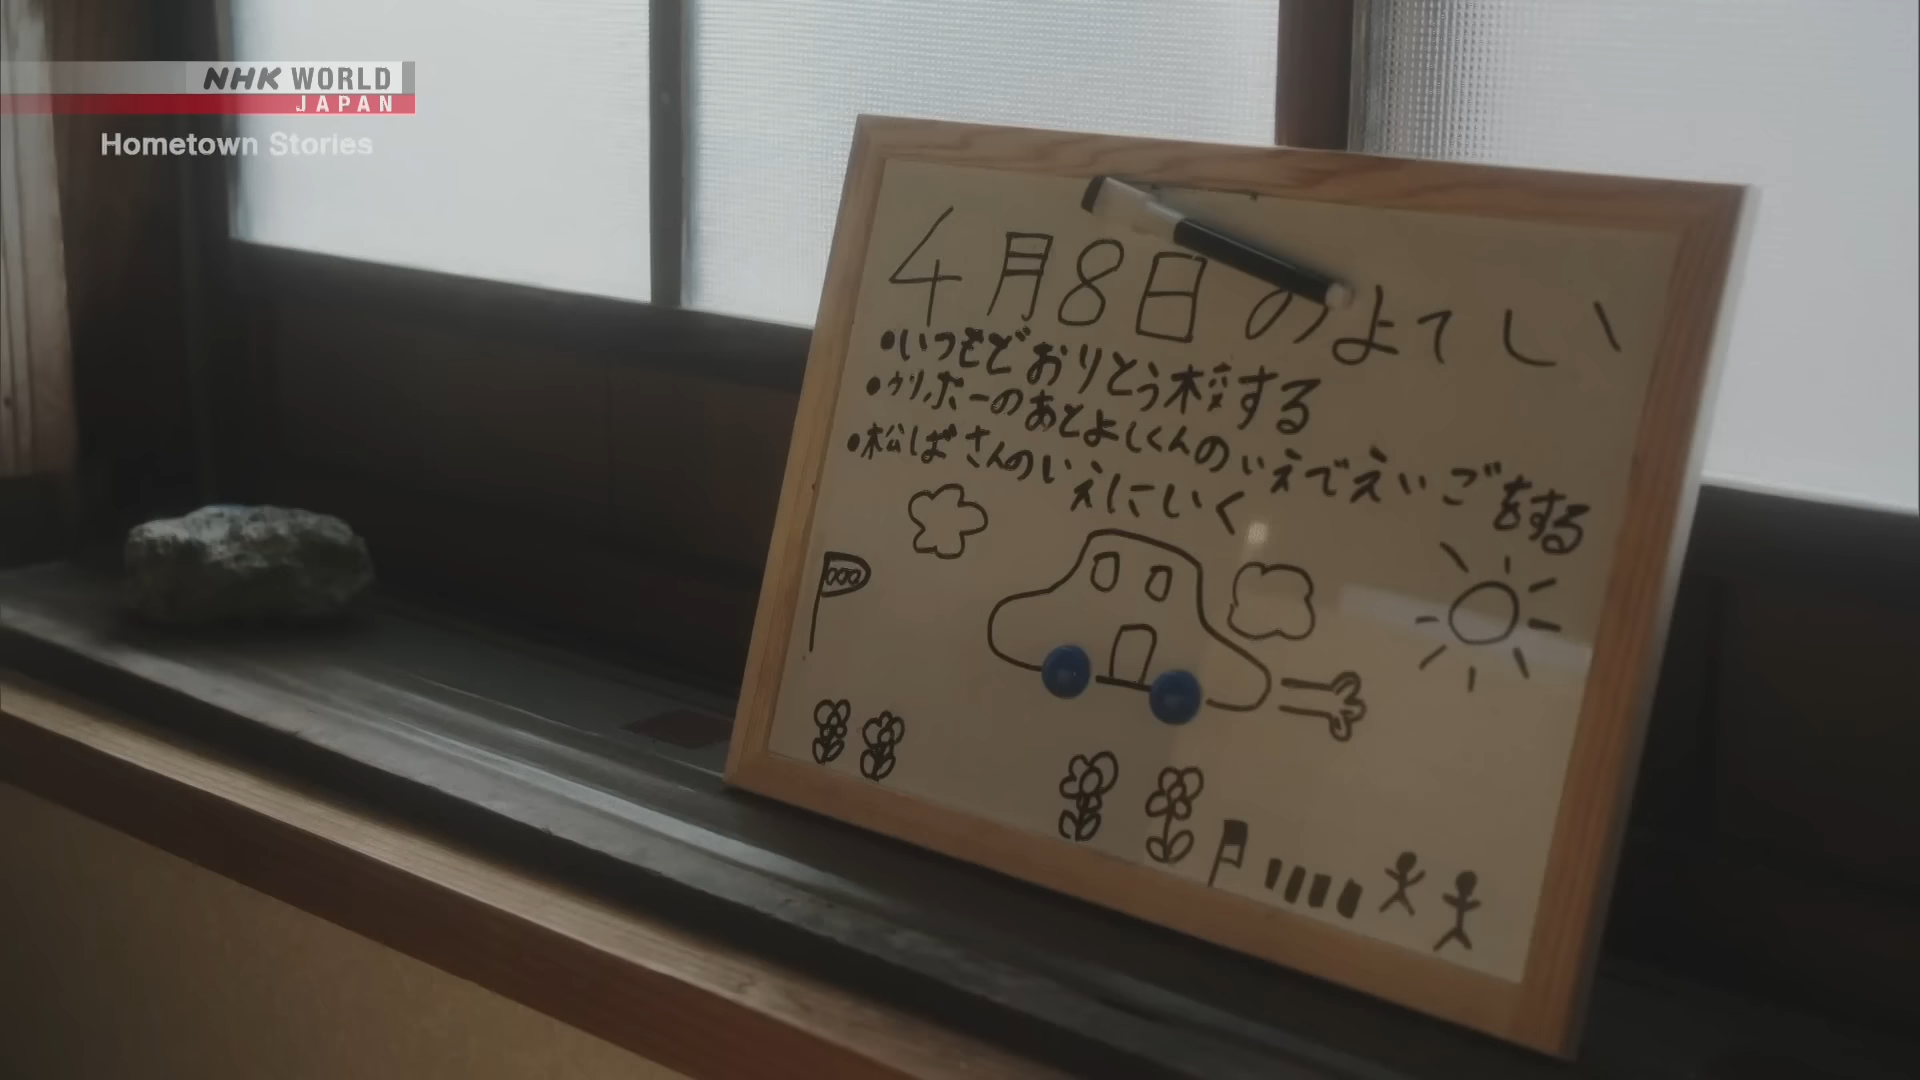 NHK WORLD
JAPAN
Hometown Stories
4月8日のよてい
•いつもどおりとう校する
•ウリボーのあとよしくんのいえでえいごをする
•松ばさんのいえにいく